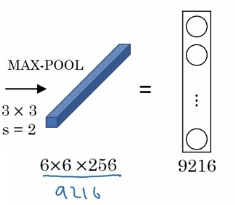 MAX-POOL
3 × 3
s = 2
=
⋮
6×6 ×256
9216
9216